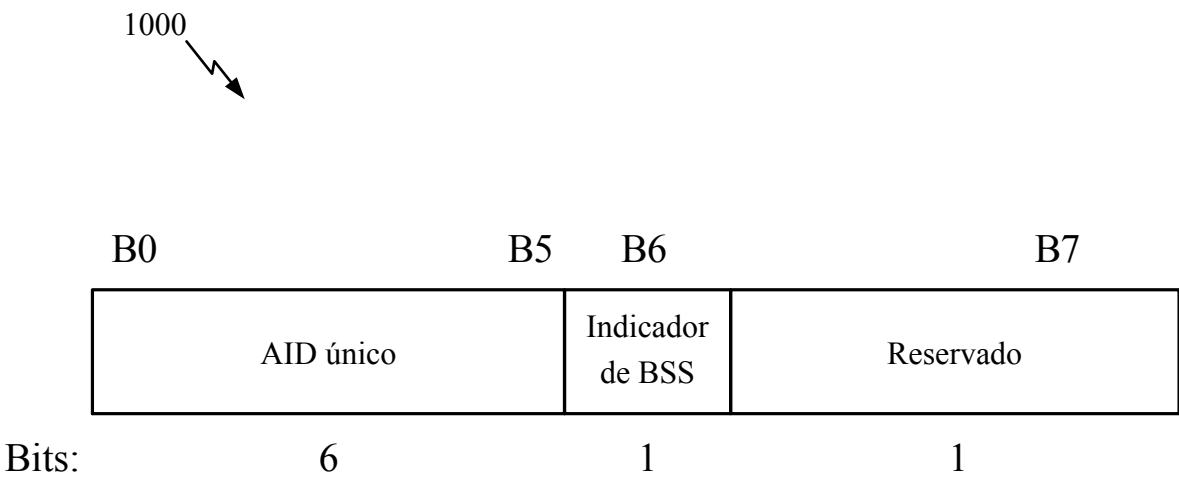 1000
B0 B5 B6 B7
AID único
Indicador
de BSS
Reservado
Bits: 6 1 1